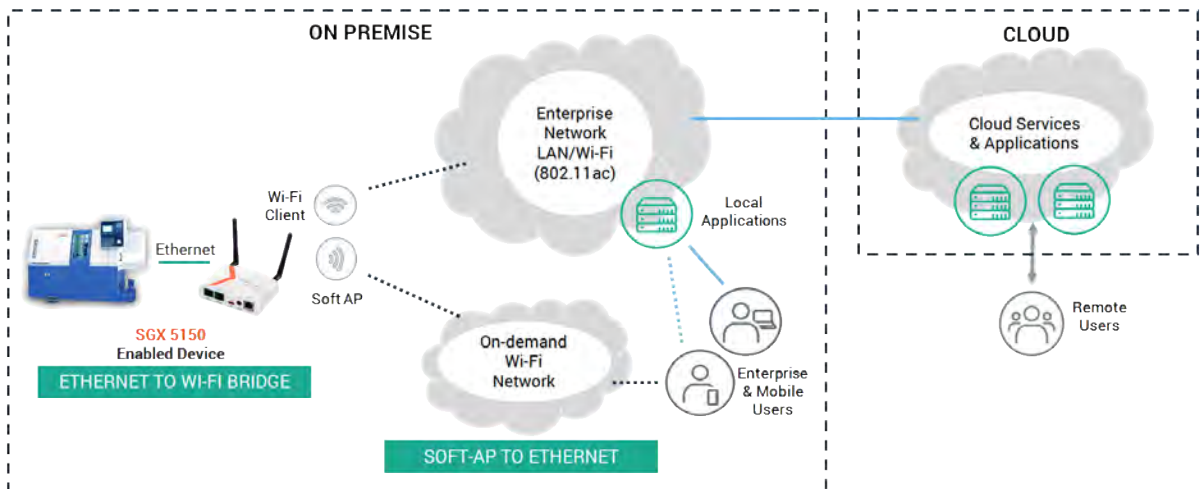 ON PREMISE
CLOUD
Enterprise
Network
LAN/Wi-Fi
(802.11ac)
Cloud Services
& Applications
Wi-Fi
Client
Local
Applications
Ethernet
Soft AP
SGX 5150
Enabled Device
ETHERNET TO WI-FI BRIDGE
On-demand
Wi-Fi
Network
Enterprise
& Mobile
Users
Remote
Users
SOFT-AP TO ETHERNET